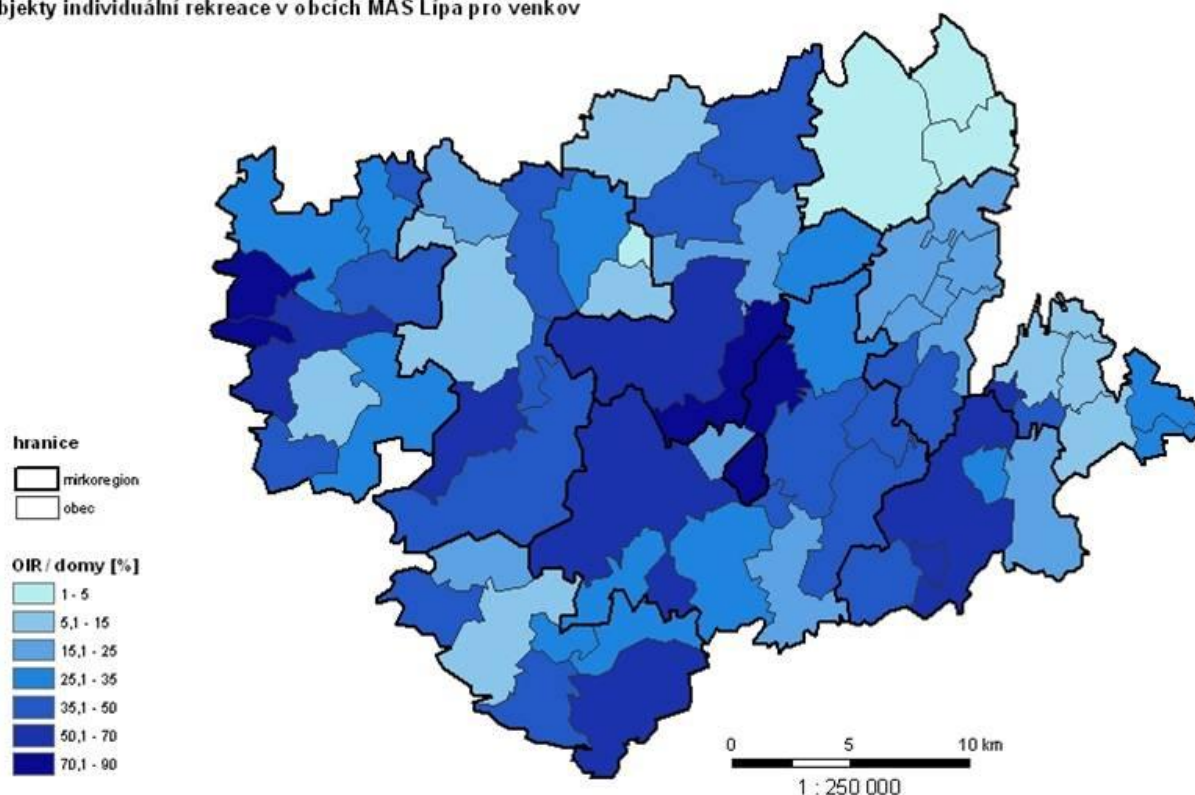 bjekty individuální rekreace v obcích MAS Lípa pro venkov
hranice
mirkoregion
obec
OIR / domy [%]
1 - 5
5,1 - 15
15,1 - 25
25,1 - 35
35,1 - 50
50,1 - 70
70,1 - 90
0 5 10 km
1 : 250 000